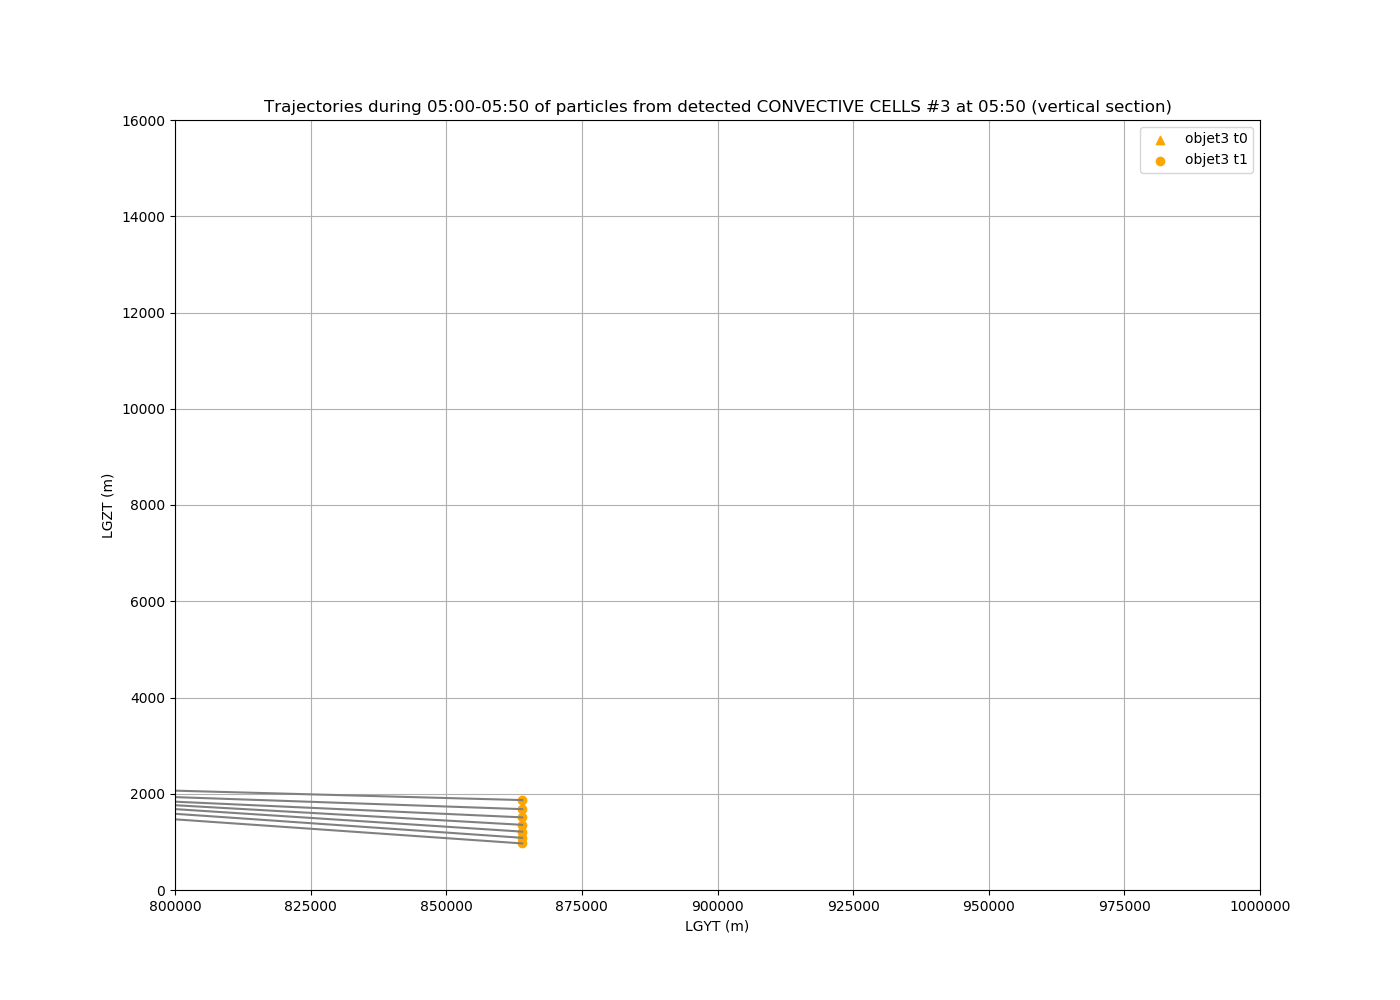 Trajectories during 05:00-05:50 of particles from detected CONVECTIVE CELLS #3 at 05:50 (vertical section)
objet3 t0
objet3 t1
16000
14000
12000
10000
8000
6000
4000
2000
0
LGZT (m)
800000 825000 850000 875000 900000 925000 950000 975000 1000000
LGYT (m)